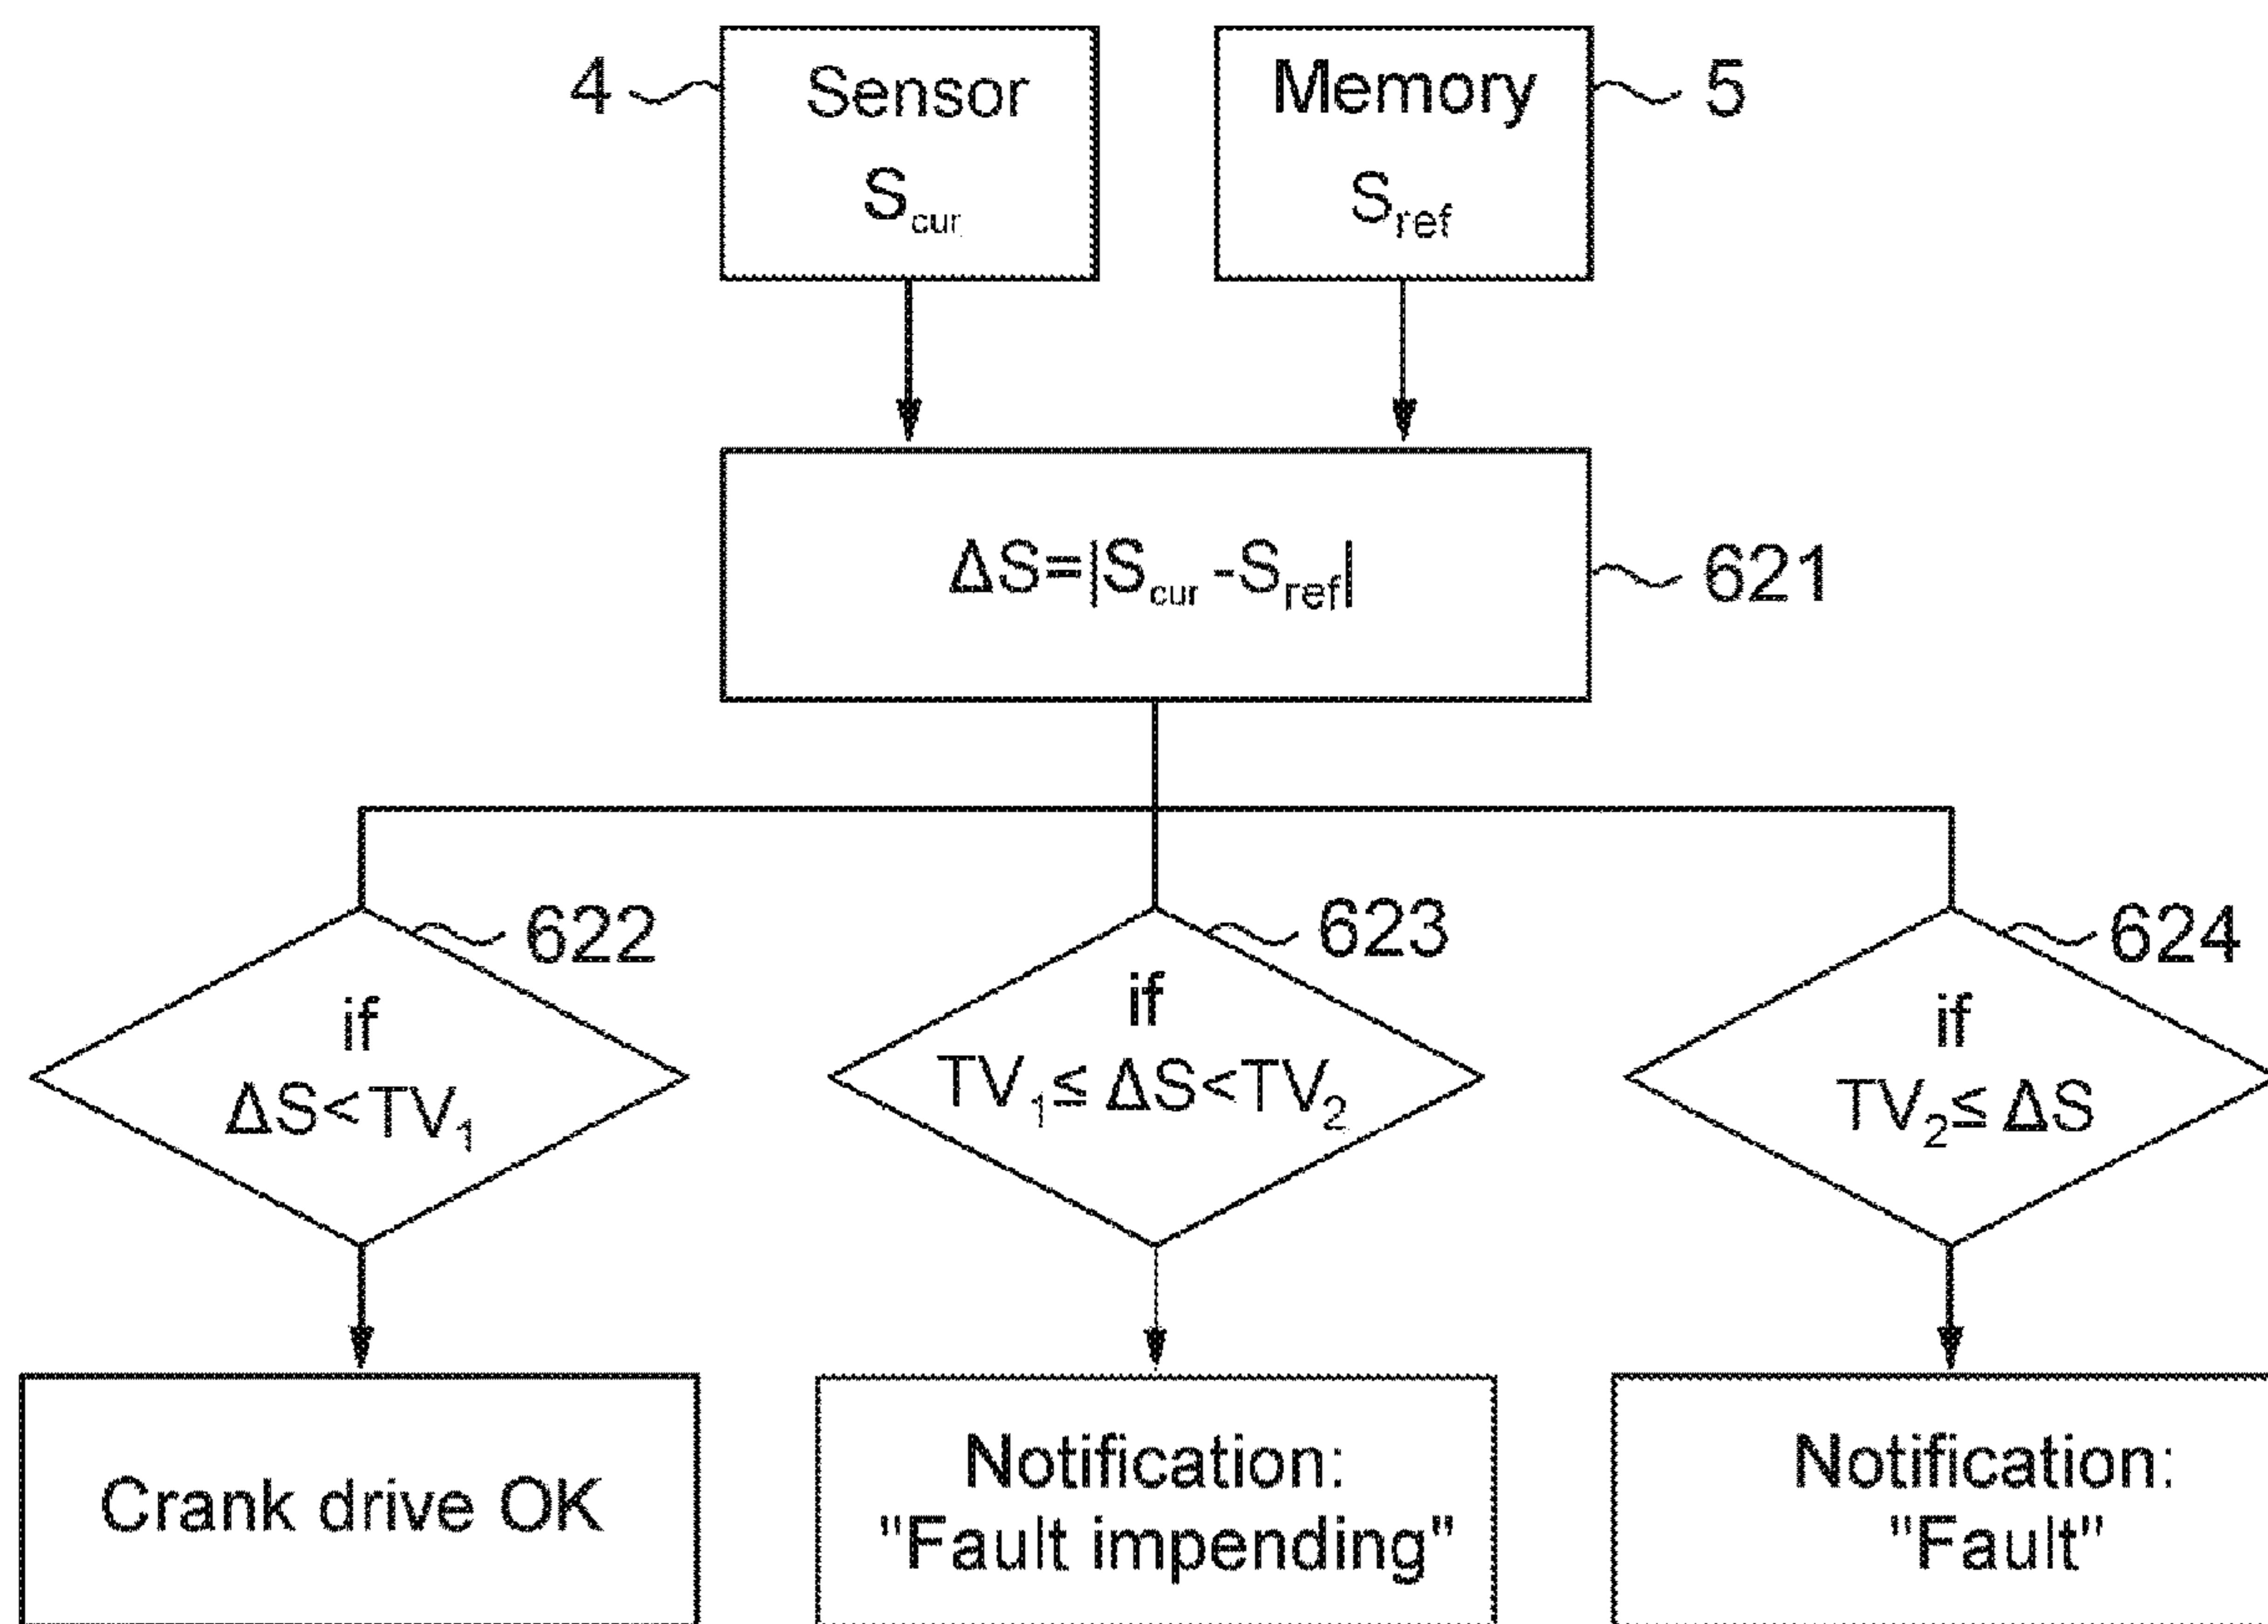 4
Sensor
S_cur
Memory
S_ref
5
ΔS=|S_cur -S_ref|
621
622
if
ΔS<TV_1
623
if
TV_1≤ ΔS<TV_2
624
if
TV_2≤ ΔS
Crank drive OK
Notification:
"Fault impending"
Notification:
"Fault"